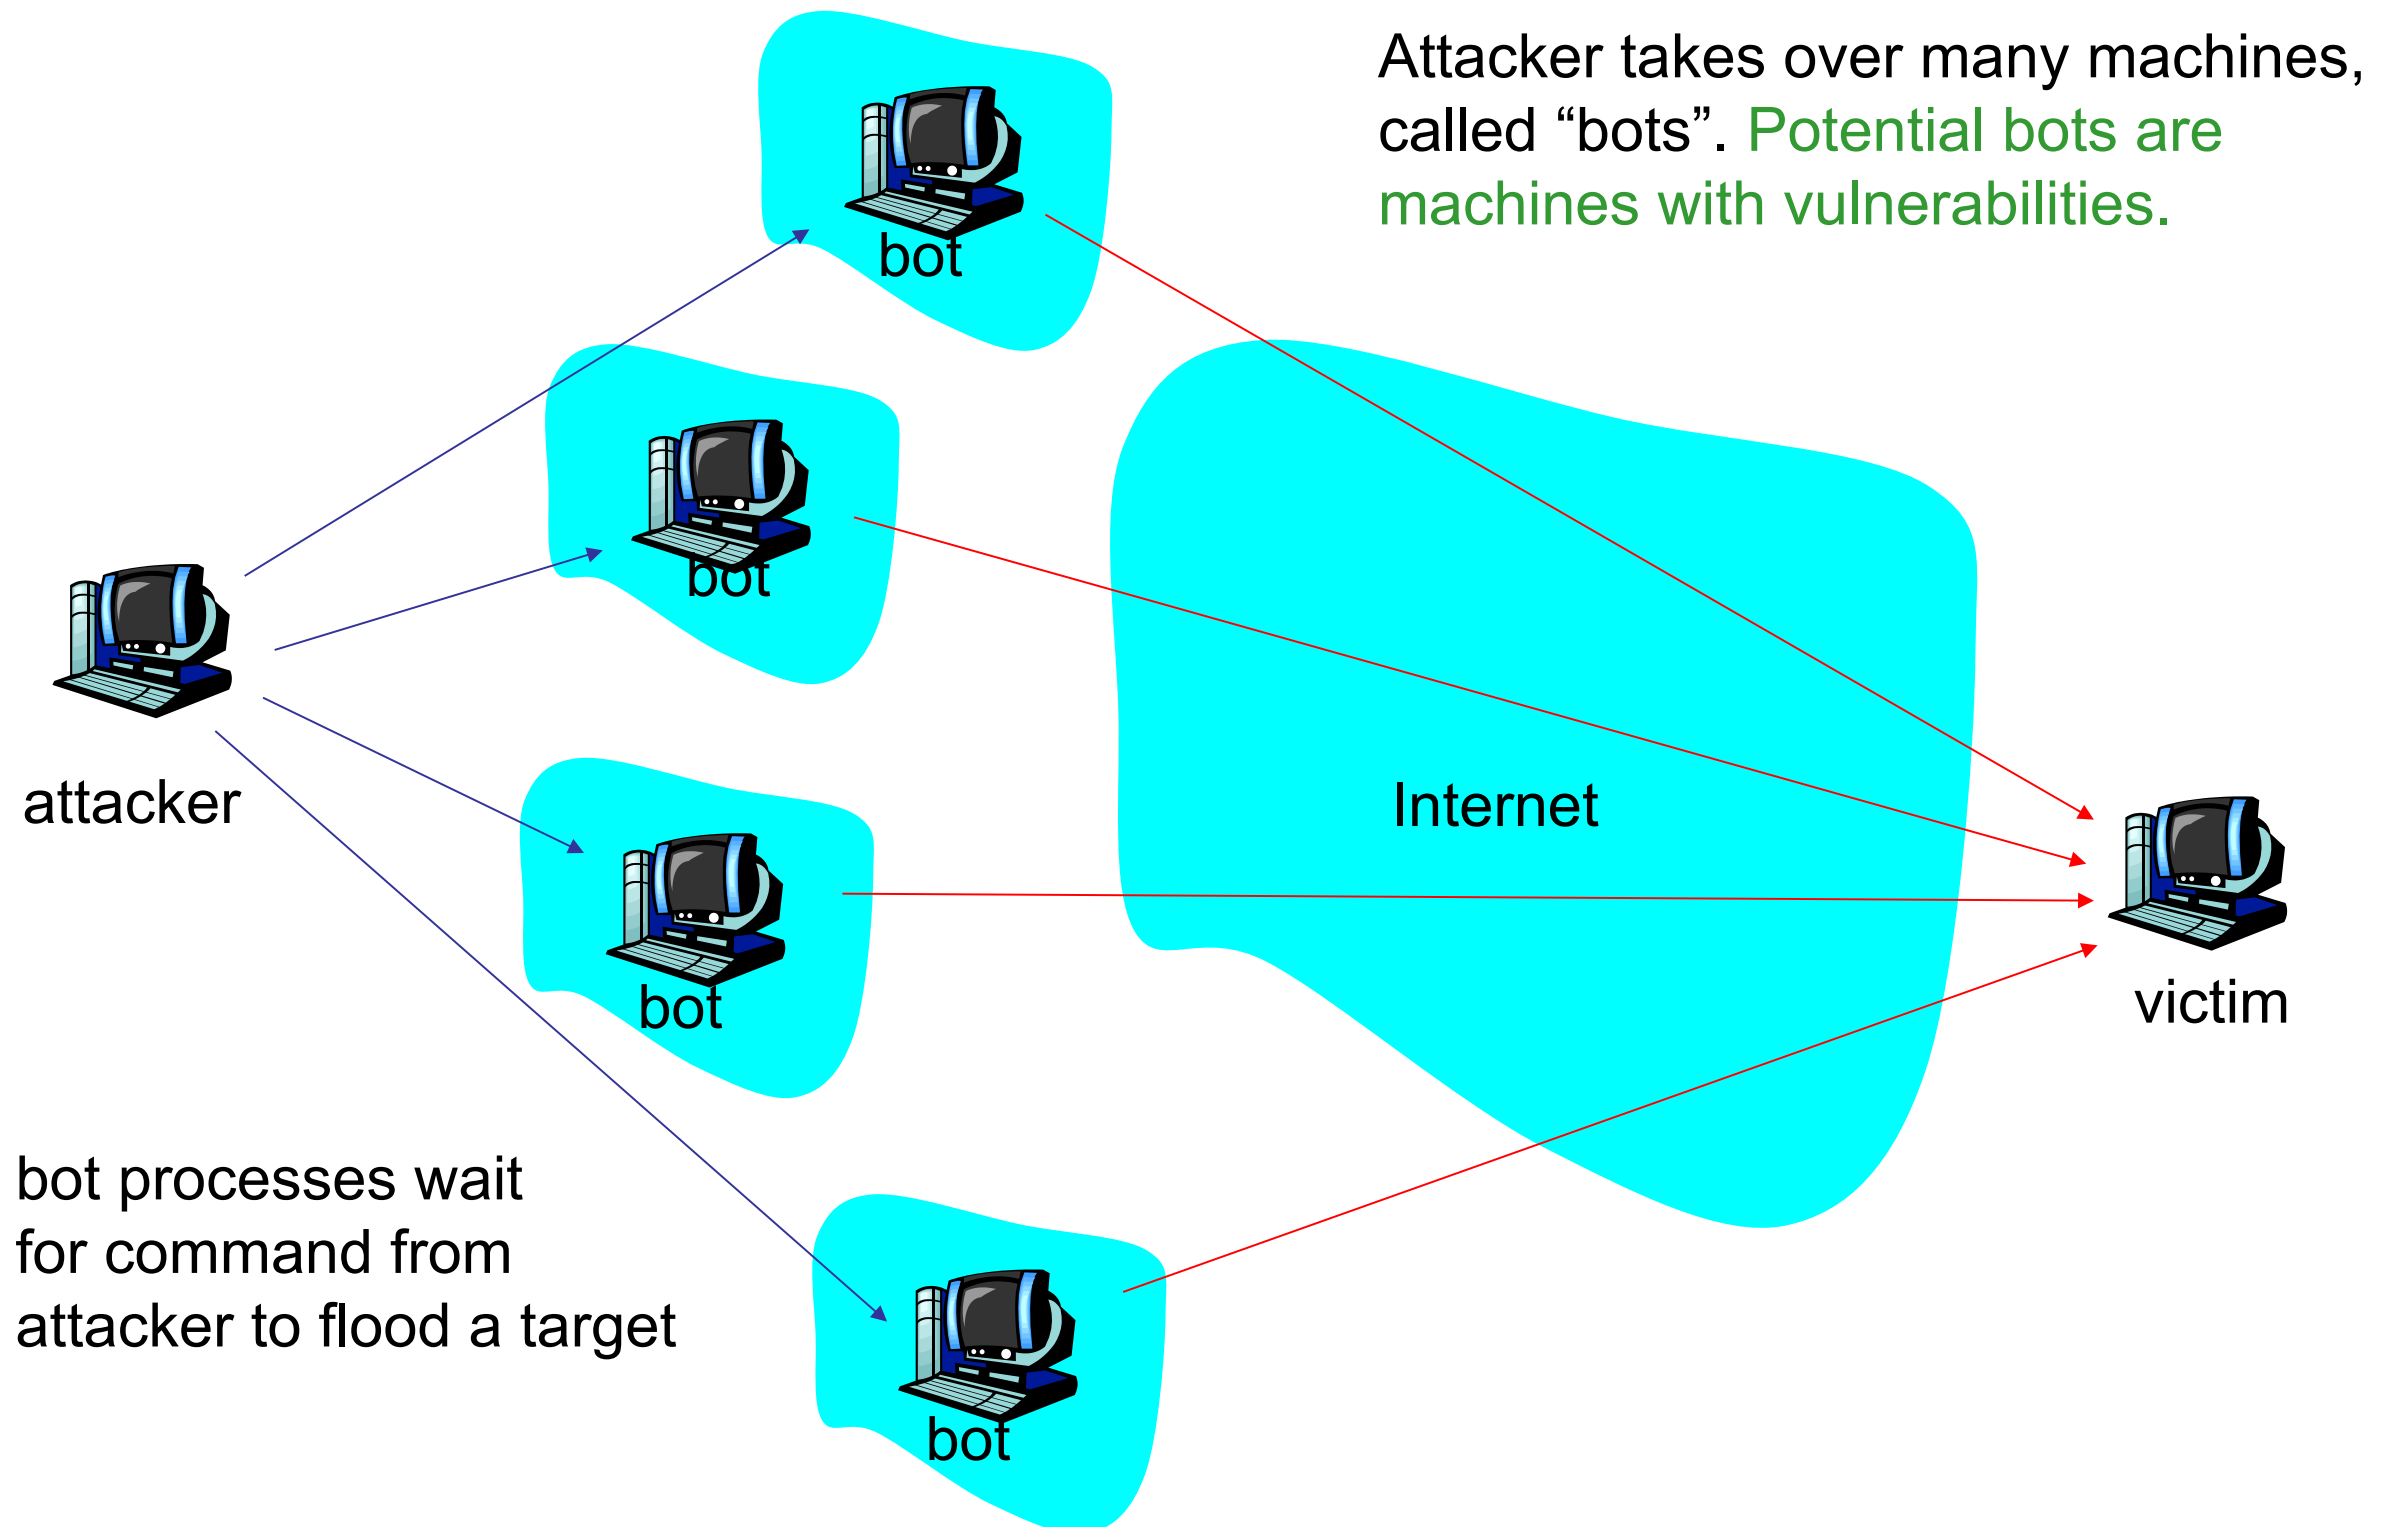 Attacker takes over many machines,
called “bots”. Potential bots are
machines with vulnerabilities.
bot
bot
attacker
Internet
bot
victim
bot processes wait
for command from
attacker to flood a target
bot